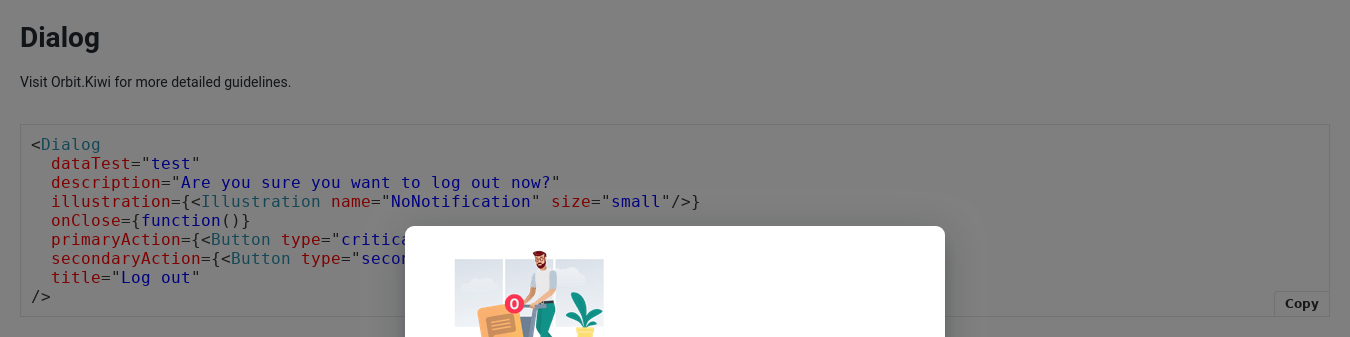 Dialog
Visit Orbit.Kiwi for more detailed guidelines.
<Dialog
dataTest="test"
description="Are you sure you want to log out now?"
illustration={<Illustration name="NoNotification" size="small"/>}
onClose={function()}
primaryAction={<Button type="critica
secondaryAction={<Button type="secon
title="Log out"
/>
Copy
0